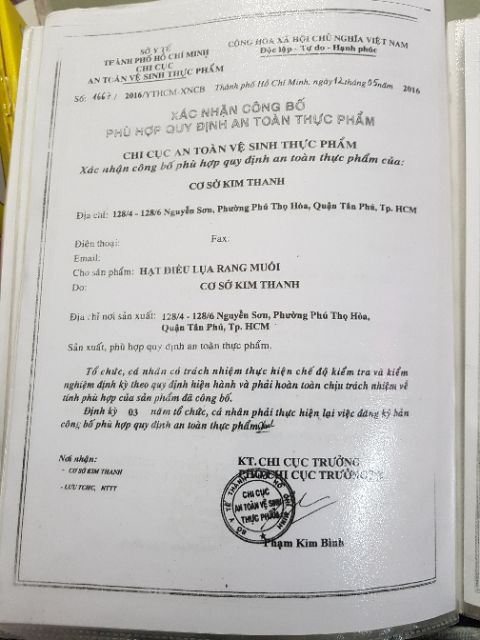 SỞ Y TẾ
TP. THÀNH PHỐ HỒ CHÍ MINH
CHI CỤC
AN TOÀN VỆ SINH THỰC PHẨM
CỘNG HÒA XÃ HỘI CHỦ NGHĨA VIỆT NAM
Độc lập - Tự do - Hạnh phúc
Số: 1667 / 2016/YTHCM-XNCB
Thành phố Hồ Chí Minh, ngày 12 tháng 05 năm 2016
XÁC NHẬN CÔNG BỐ
PHÙ HỢP QUY ĐỊNH AN TOÀN THỰC PHẨM
CHI CỤC AN TOÀN VỆ SINH THỰC PHẨM
Xác nhận công bố phù hợp quy định an toàn thực phẩm của:
CƠ SỞ KIM THANH
Địa chỉ: 128/4 - 128/6 Nguyễn Sơn, Phường Phú Thọ Hòa, Quận Tân Phú, Tp. HCM
Điện thoại: Fax:
Email:
Cho sản phẩm: HẠT ĐIỀU LỤA RANG MUỐI
Do: CƠ SỞ KIM THANH
Địa chỉ nơi sản xuất: 128/4 - 128/6 Nguyễn Sơn, Phường Phú Thọ Hòa,
Quận Tân Phú, Tp. HCM
Sản xuất, phù hợp quy định an toàn thực phẩm.
Tổ chức, cá nhân có trách nhiệm thực hiện chế độ kiểm tra và kiểm
nghiệm định kỳ theo quy định hiện hành và phải hoàn toàn chịu trách nhiệm về
tính phù hợp của sản phẩm đã công bố.
Định kỳ 03 năm tổ chức, cá nhân phải thực hiện lại việc đăng ký bản
công bố phù hợp quy định an toàn thực phẩm.
Nơi nhận:
- CƠ SỞ KIM THANH
- LƯU TCHC, NTTT
KT. CHI CỤC TRƯỞNG
PHÓ CHI CỤC TRƯỞNG
CHI CỤC
AN TOÀN VỆ SINH
THỰC PHẨM
Phạm Kim Bình